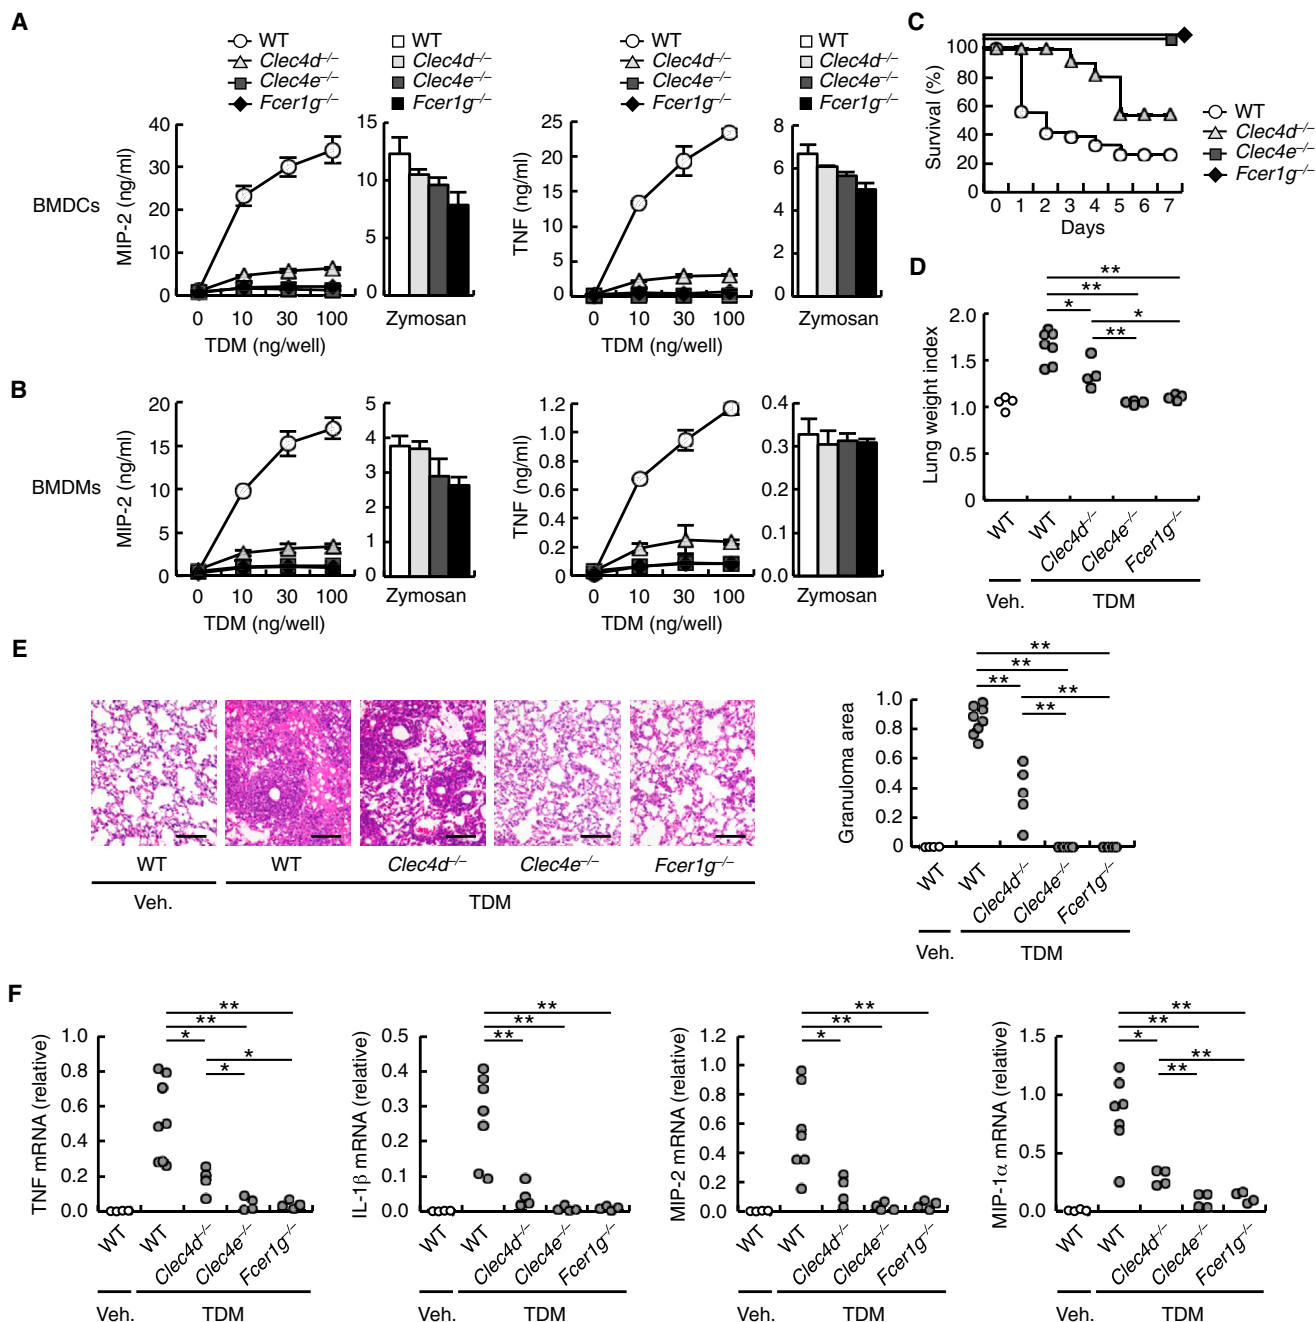 A
WT
Clec4d–/–
Clec4e–/–
Fcer1g–/–
WT
Clec4d–/–
Clec4e–/–
Fcer1g–/–
WT
Clec4d–/–
Clec4e–/–
Fcer1g–/–
WT
Clec4d–/–
Clec4e–/–
Fcer1g–/–
BMDCs
MIP-2 (ng/ml)
40
30
20
10
0
0 10 30 100
TDM (ng/well)
15
10
5
0
Zymosan
TNF (ng/ml)
25
20
15
10
5
0
0 10 30 100
TDM (ng/well)
8
6
4
2
0
Zymosan
B
BMDMs
MIP-2 (ng/ml)
20
15
10
5
0
0 10 30 100
TDM (ng/well)
5
4
3
2
1
0
Zymosan
TNF (ng/ml)
1.2
1.0
0.8
0.6
0.4
0.2
0
0 10 30 100
TDM (ng/well)
0.4
0.3
0.2
0.1
0.0
Zymosan
C
Survival (%)
100
80
60
40
20
0
0 1 2 3 4 5 6 7
Days
WT
Clec4d–/–
Clec4e–/–
Fcer1g–/–
D
Lung weight index
2.0
1.5
1.0
0.5
0
**
**
*
*
**
WT WT Clec4d–/– Clec4e–/– Fcer1g–/–
Veh. TDM
E
WT WT Clec4d–/– Clec4e–/– Fcer1g–/–
Veh. TDM
Granuloma area
1.0
0.8
0.6
0.4
0.2
0
**
**
**
**
**
WT WT Clec4d–/– Clec4e–/– Fcer1g–/–
Veh. TDM
F
TNF mRNA (relative)
1.0
0.8
0.6
0.4
0.2
0.0
**
**
*
*
*
WT WT Clec4d–/– Clec4e–/– Fcer1g–/–
Veh. TDM
IL-1β mRNA (relative)
0.5
0.4
0.3
0.2
0.1
0.0
**
**
**
WT WT Clec4d–/– Clec4e–/– Fcer1g–/–
Veh. TDM
MIP-2 mRNA (relative)
1.2
1.0
0.8
0.6
0.4
0.2
0.0
**
**
*
WT WT Clec4d–/– Clec4e–/– Fcer1g–/–
Veh. TDM
MIP-1α mRNA (relative)
1.5
1.0
0.5
0.0
**
**
*
**
**
WT WT Clec4d–/– Clec4e–/– Fcer1g–/–
Veh. TDM